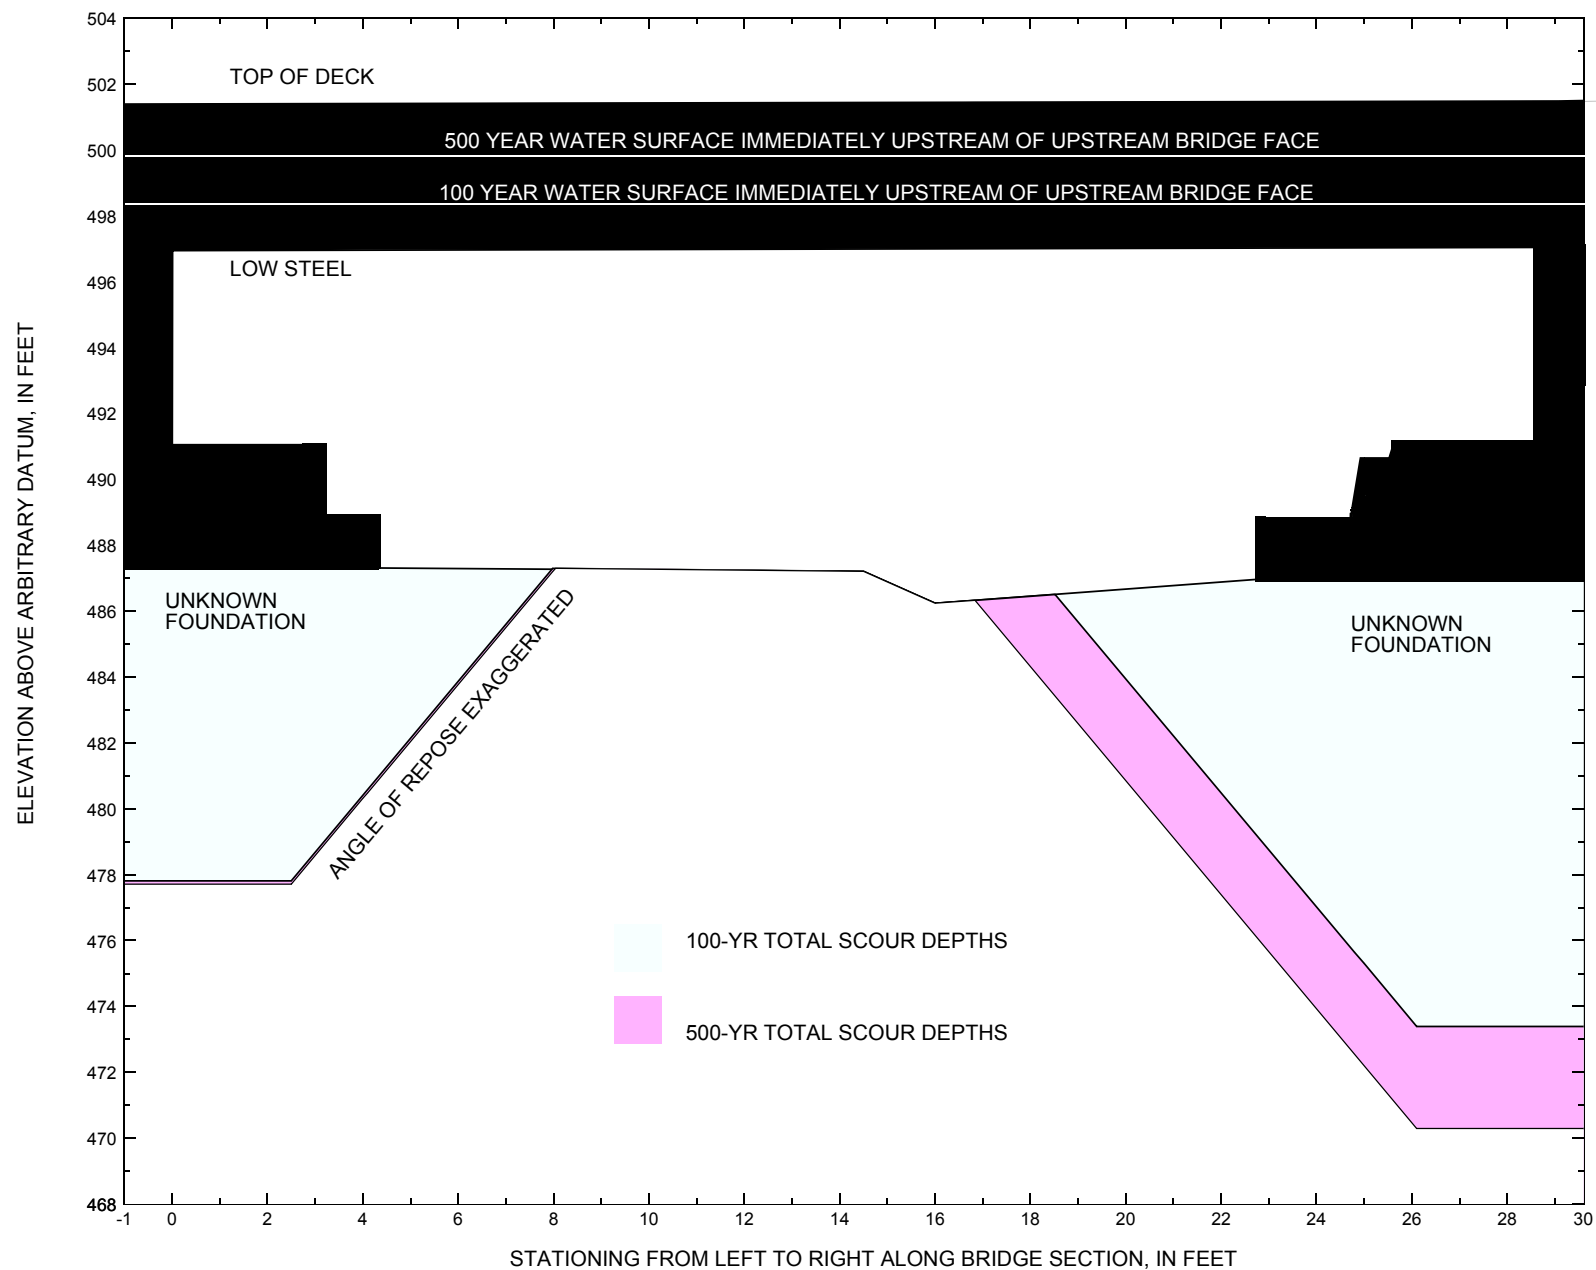 504
TOP OF DECK
502
500 YEAR WATER SURFACE IMMEDIATELY UPSTREAM OF UPSTREAM BRIDGE FACE
500
100 YEAR WATER SURFACE IMMEDIATELY UPSTREAM OF UPSTREAM BRIDGE FACE
498
LOW STEEL
496
494
492
490
488
486
484
482
480
478
476
474
472
470
468
ELEVATION ABOVE ARBITRARY DATUM, IN FEET
UNKNOWN
FOUNDATION
ANGLE OF REPOSE EXAGGERATED
UNKNOWN
FOUNDATION
100-YR TOTAL SCOUR DEPTHS
500-YR TOTAL SCOUR DEPTHS
-1 0 2 4 6 8 10 12 14 16 18 20 22 24 26 28 30
STATIONING FROM LEFT TO RIGHT ALONG BRIDGE SECTION, IN FEET